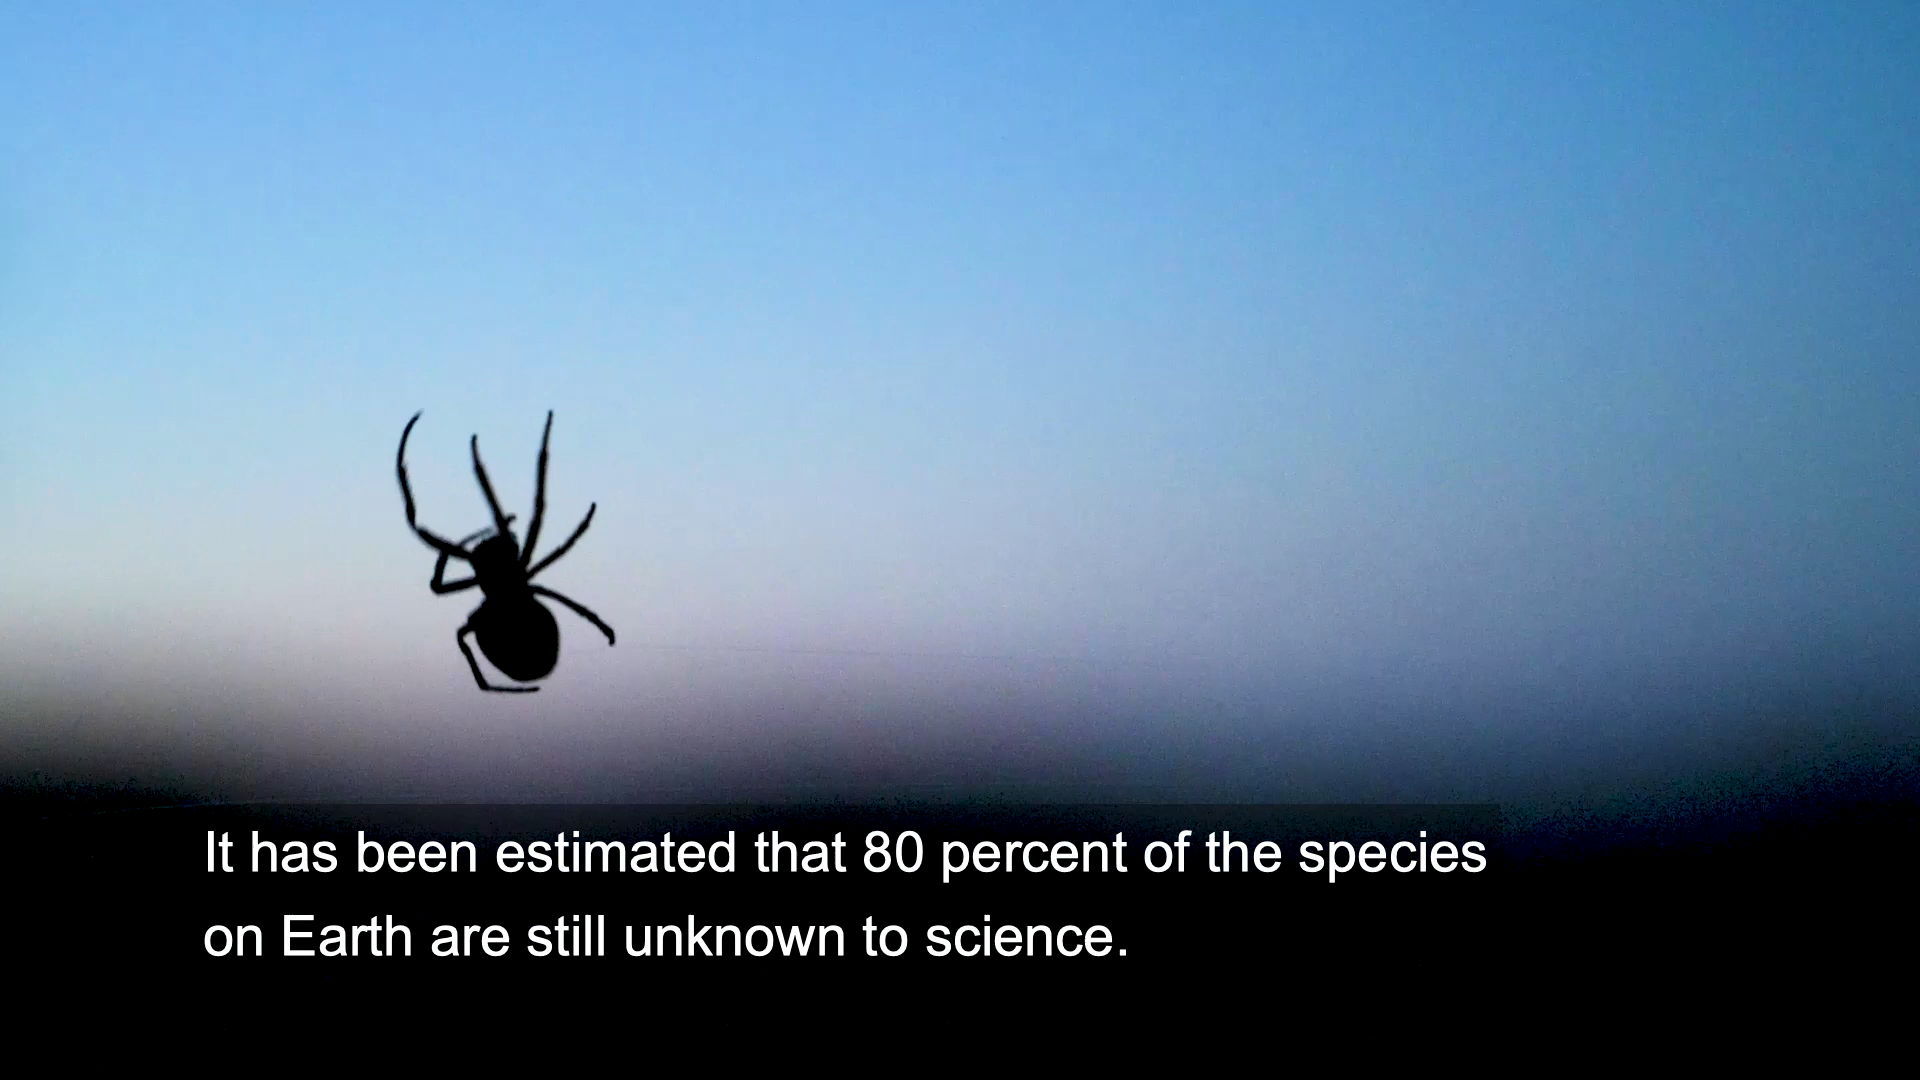 It has been estimated that 80 percent of the species
on Earth are still unknown to science.